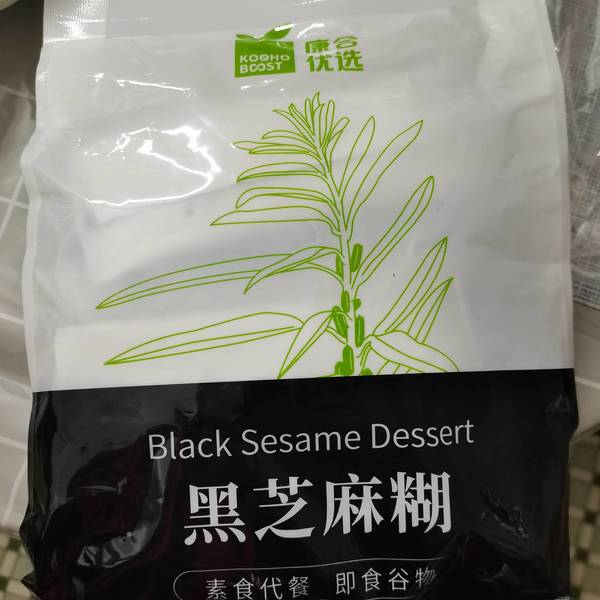 KOOHO
BOOST
康合
优选
Black Sesame Dessert
黑芝麻糊
素食代餐 即食谷物